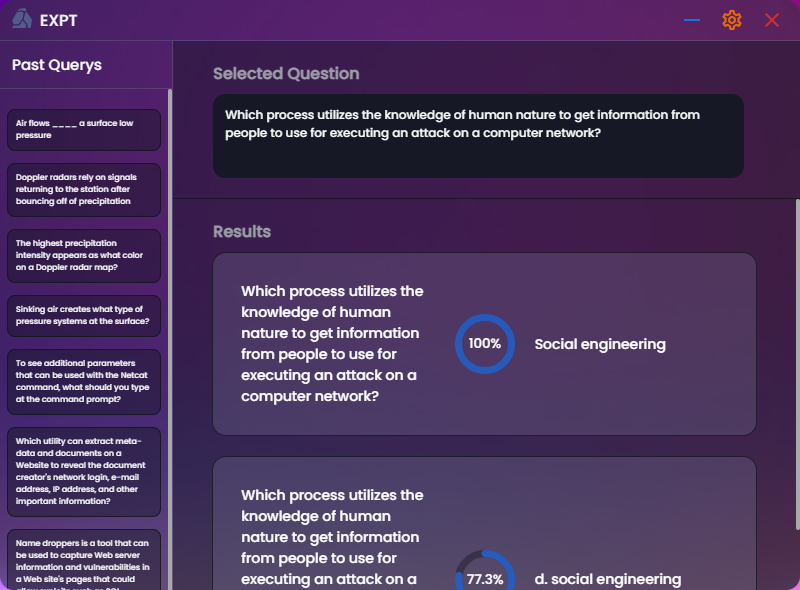 EXPT
Past Querys
Air flows ____ a surface low
pressure
Doppler radars rely on signals
returning to the station after
bouncing off of precipitation
The highest precipitation
intensity appears as what color
on a Doppler radar map?
Sinking air creates what type of
pressure systems at the surface?
To see additional parameters
that can be used with the Netcat
command, what should you type
at the command prompt?
Which utility can extract meta-
data and documents on a
Website to reveal the document
creator's network login, e-mail
address, IP address, and other
important information?
Name droppers is a tool that can
be used to capture Web server
information and vulnerabilities in
a Web site's pages that could
allow exploits such as SQL
Selected Question
Which process utilizes the knowledge of human nature to get information from
people to use for executing an attack on a computer network?
Results
Which process utilizes the
knowledge of human
nature to get information
from people to use for
executing an attack on a
computer network?
100%
Social engineering
Which process utilizes the
knowledge of human
nature to get information
from people to use for
executing an attack on a
77.3%
d. social engineering